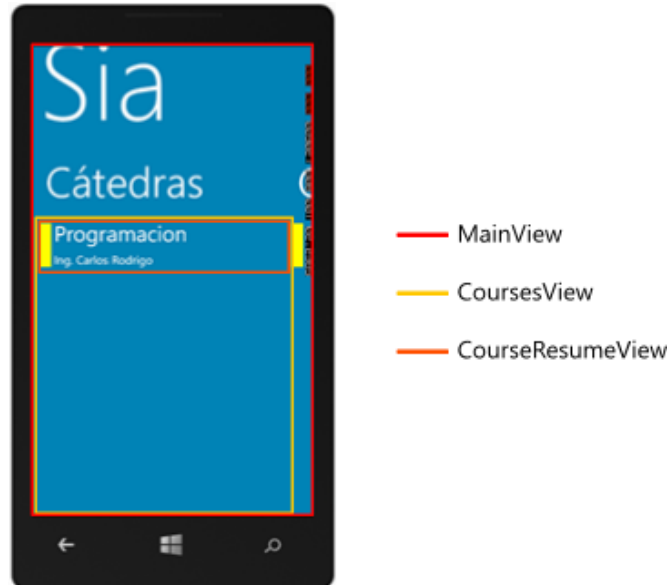 Sia
Cátedras
Programacion
Ing. Carlos Rodrigo
MainView
CoursesView
CourseResumeView